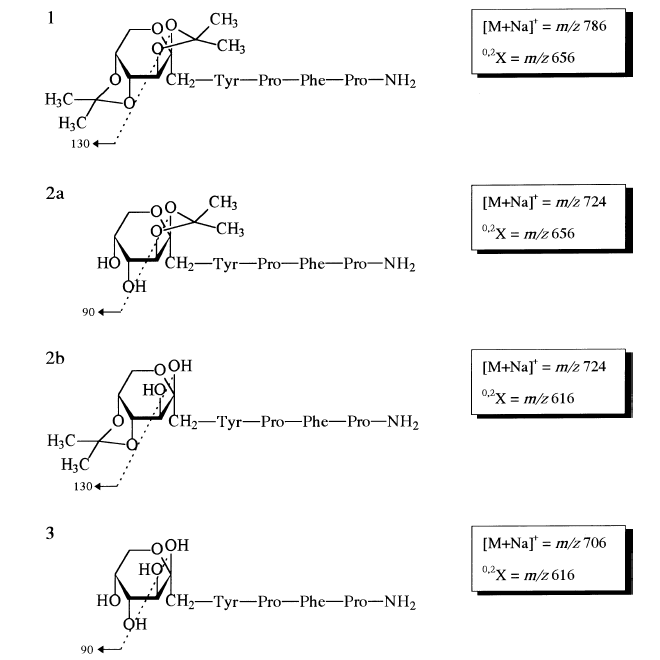 1
O O CH₃
O CH₃
O CH₂—Tyr—Pro—Phe—Pro—NH₂
H₃C O
H₃C
130
[M+Na]⁺ = m/z 786
⁰,²X = m/z 656
2a
O O CH₃
O CH₃
HO CH₂—Tyr—Pro—Phe—Pro—NH₂
OH
90
[M+Na]⁺ = m/z 724
⁰,²X = m/z 656
2b
O OH
HO
O CH₂—Tyr—Pro—Phe—Pro—NH₂
H₃C O
H₃C
130
[M+Na]⁺ = m/z 724
⁰,²X = m/z 616
3
O OH
HO
HO CH₂—Tyr—Pro—Phe—Pro—NH₂
OH
90
[M+Na]⁺ = m/z 706
⁰,²X = m/z 616